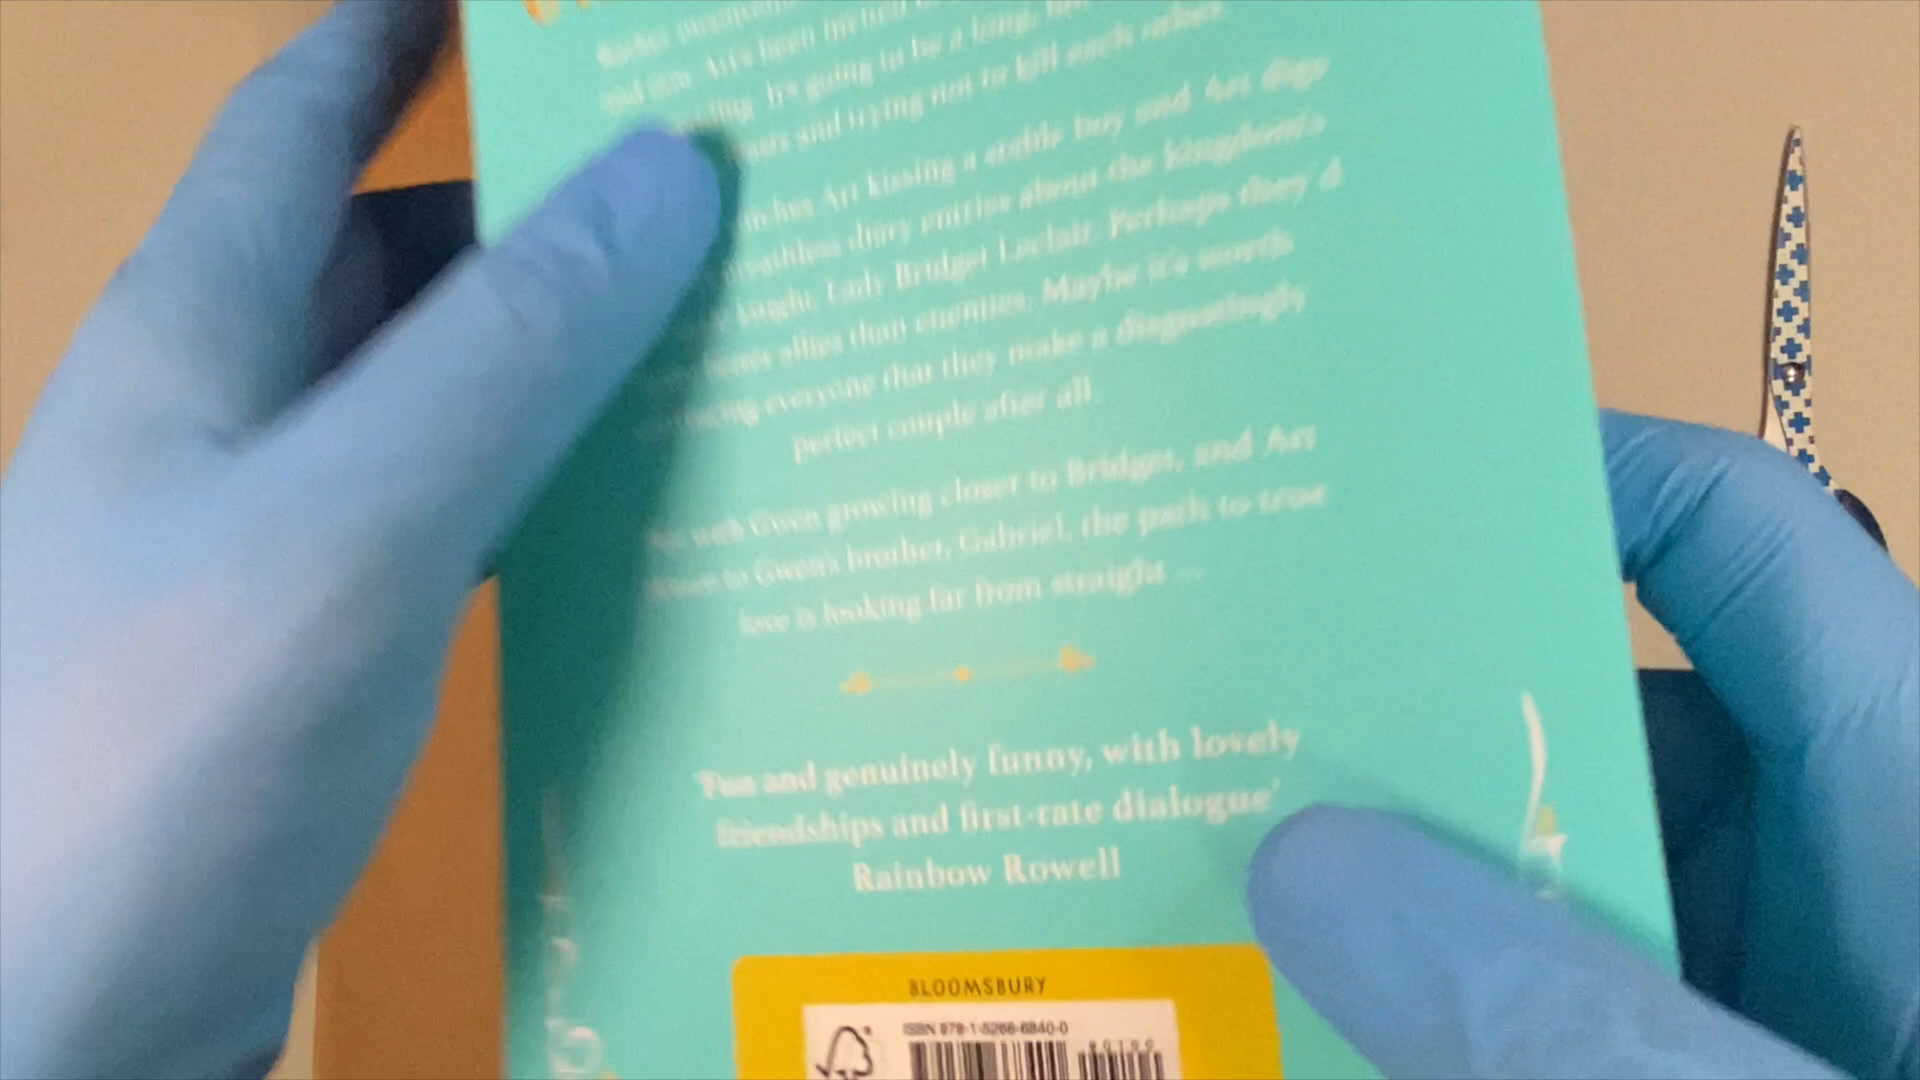 and now Art's been invited
going to be a long, hot
and trying not to kill each other.
Art kissing a stable boy and Art digs
breathless diary entries about the kingdom's
knight, Lady Bridget Leclair. Perhaps they'd
allies than enemies. Maybe it's worth
everyone that they make a disgustingly
perfect couple after all.
with Gwen growing closer to Bridget, and Art
to Gwen's brother, Gabriel, the path to true
love is looking far from straight ...
'Fun and genuinely funny, with lovely
friendships and first-rate dialogue'
Rainbow Rowell
BLOOMSBURY
ISBN 978-1-5266-6840-0